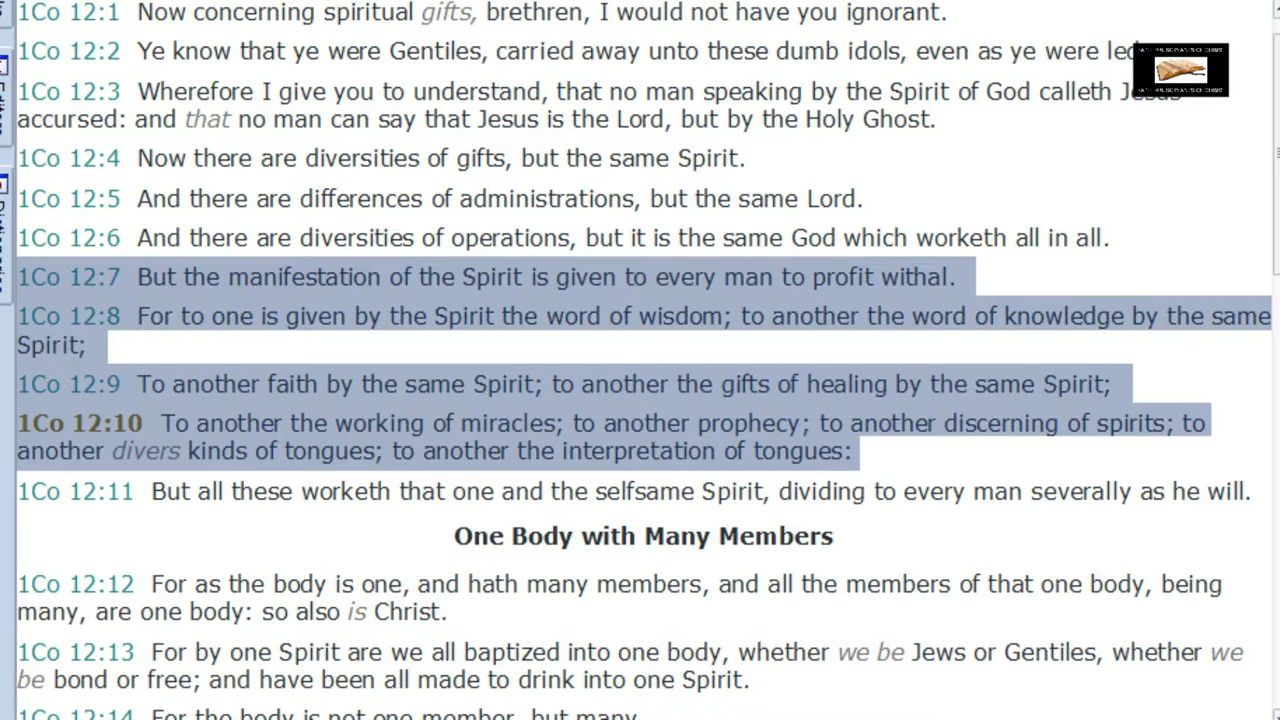 1Co 12:1 Now concerning spiritual gifts, brethren, I would not have you ignorant.
1Co 12:2 Ye know that ye were Gentiles, carried away unto these dumb idols, even as ye were led
1Co 12:3 Wherefore I give you to understand, that no man speaking by the Spirit of God calleth Jesus
accursed: and that no man can say that Jesus is the Lord, but by the Holy Ghost.
1Co 12:4 Now there are diversities of gifts, but the same Spirit.
1Co 12:5 And there are differences of administrations, but the same Lord.
1Co 12:6 And there are diversities of operations, but it is the same God which worketh all in all.
1Co 12:7 But the manifestation of the Spirit is given to every man to profit withal.
1Co 12:8 For to one is given by the Spirit the word of wisdom; to another the word of knowledge by the same
Spirit;
1Co 12:9 To another faith by the same Spirit; to another the gifts of healing by the same Spirit;
1Co 12:10 To another the working of miracles; to another prophecy; to another discerning of spirits; to
another divers kinds of tongues; to another the interpretation of tongues:
1Co 12:11 But all these worketh that one and the selfsame Spirit, dividing to every man severally as he will.
One Body with Many Members
1Co 12:12 For as the body is one, and hath many members, and all the members of that one body, being
many, are one body: so also is Christ.
1Co 12:13 For by one Spirit are we all baptized into one body, whether we be Jews or Gentiles, whether we
be bond or free; and have been all made to drink into one Spirit.
1Co 12:14 For the body is not one member, but many.